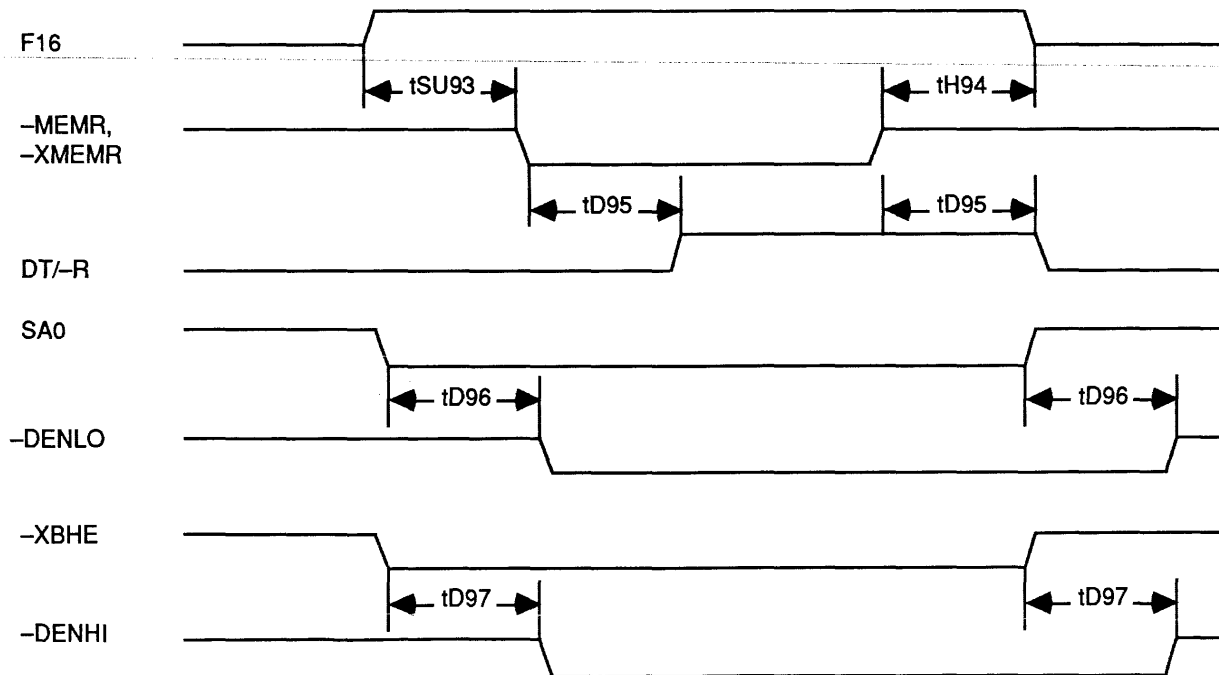 F16
tSU93
tH94
–MEMR,
–XMEMR
tD95
tD95
DT/–R
SA0
tD96
tD96
–DENLO
–XBHE
tD97
tD97
–DENHI